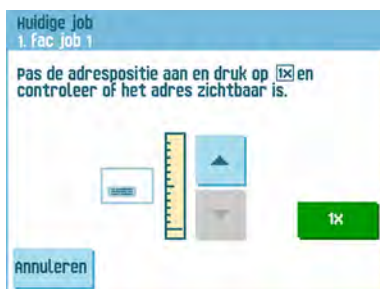 Huidige job
1. Fac job 1
Pas de adrespositie aan en druk op 1x en
controleer of het adres zichtbaar is.
1x
Annuleren